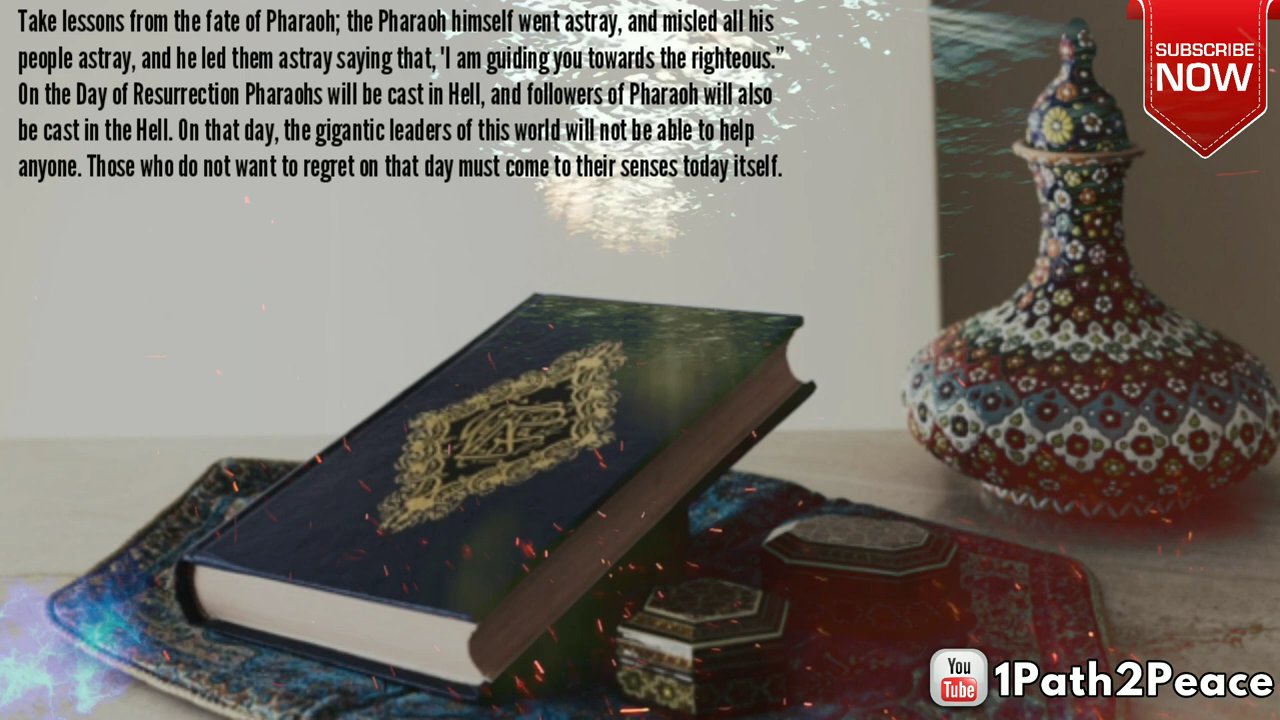 Take lessons from the fate of Pharaoh; the Pharaoh himself went astray, and misled all his
people astray, and he led them astray saying that, 'I am guiding you towards the righteous.”
On the Day of Resurrection Pharaohs will be cast in Hell, and followers of Pharaoh will also
be cast in the Hell. On that day, the gigantic leaders of this world will not be able to help
anyone. Those who do not want to regret on that day must come to their senses today itself.
SUBSCRIBE
NOW
You
Tube
1Path2Peace